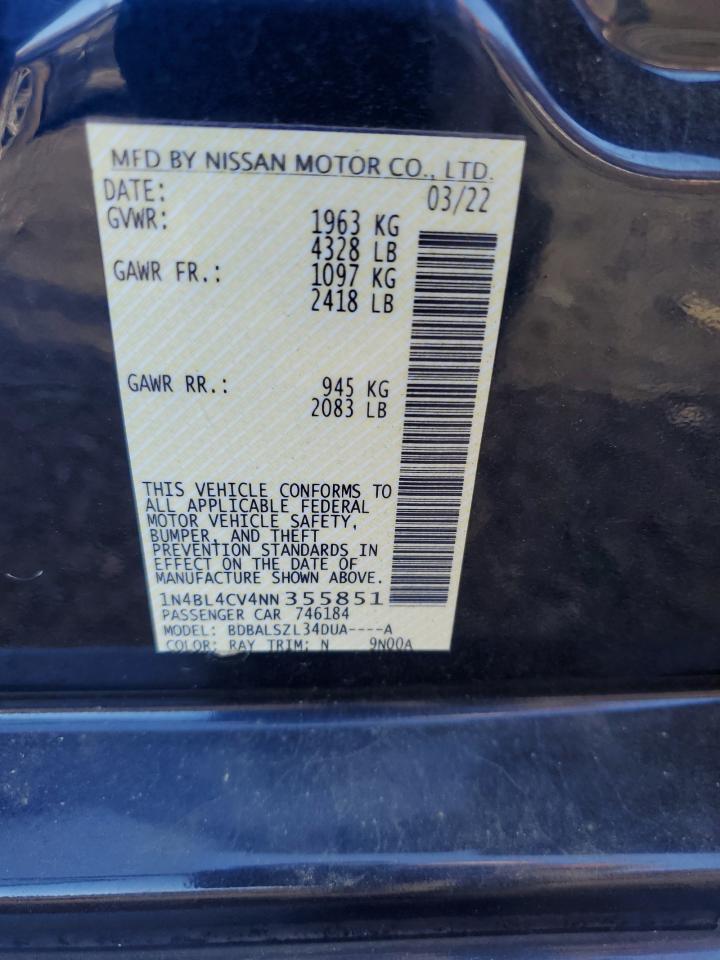 MFD BY NISSAN MOTOR CO., LTD.
DATE: 03/22
GVWR: 1963 KG
4328 LB
GAWR FR.: 1097 KG
2418 LB
GAWR RR.: 945 KG
2083 LB
THIS VEHICLE CONFORMS TO
ALL APPLICABLE FEDERAL
MOTOR VEHICLE SAFETY,
BUMPER, AND THEFT
PREVENTION STANDARDS IN
EFFECT ON THE DATE OF
MANUFACTURE SHOWN ABOVE.
1N4BL4CV4NN355851
PASSENGER CAR 746184
MODEL: BDBALSZL34DUA----A
COLOR: RAY TRIM: N 9N00A